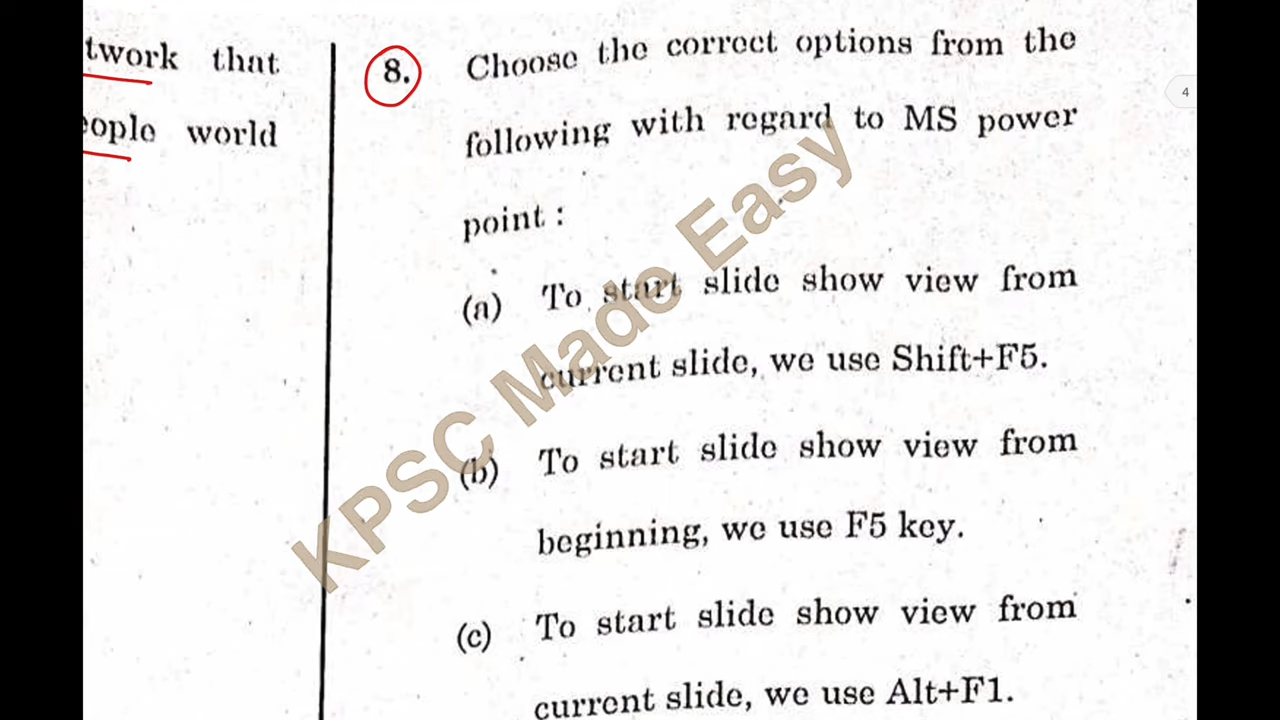 twork that
eople world
8. Choose the correct options from the
following with regard to MS power
point :
(a) To start slide show view from
current slide, we use Shift+F5.
(b) To start slide show view from
beginning, we use F5 key.
(c) To start slide show view from
current slide, we use Alt+F1.
KPSC Made Easy
4